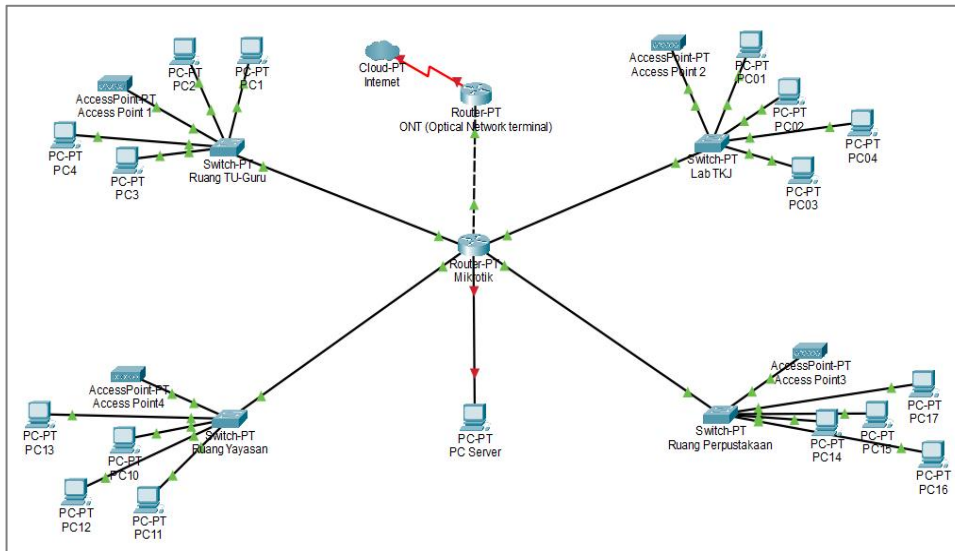 PC-PT
PC2
PC-PT
PC1
AccessPoint-PT
Access Point 1
PC-PT
PC4
PC-PT
PC3
Switch-PT
Ruang TU-Guru
Cloud-PT
Internet
Router-PT
ONT (Optical Network terminal)
AccessPoint-PT
Access Point 2
PC-PT
PC01
PC-PT
PC02
PC-PT
PC04
PC-PT
PC03
Switch-PT
Lab TKJ
Router-PT
Mikrotik
AccessPoint-PT
Access Point4
PC-PT
PC13
PC-PT
PC10
Switch-PT
Ruang Yayasan
PC-PT
PC12
PC-PT
PC11
PC-PT
PC Server
AccessPoint-PT
Access Point3
Switch-PT
Ruang Perpustakaan
PC-PT
PC14
PC-PT
PC15
PC-PT
PC17
PC-PT
PC16